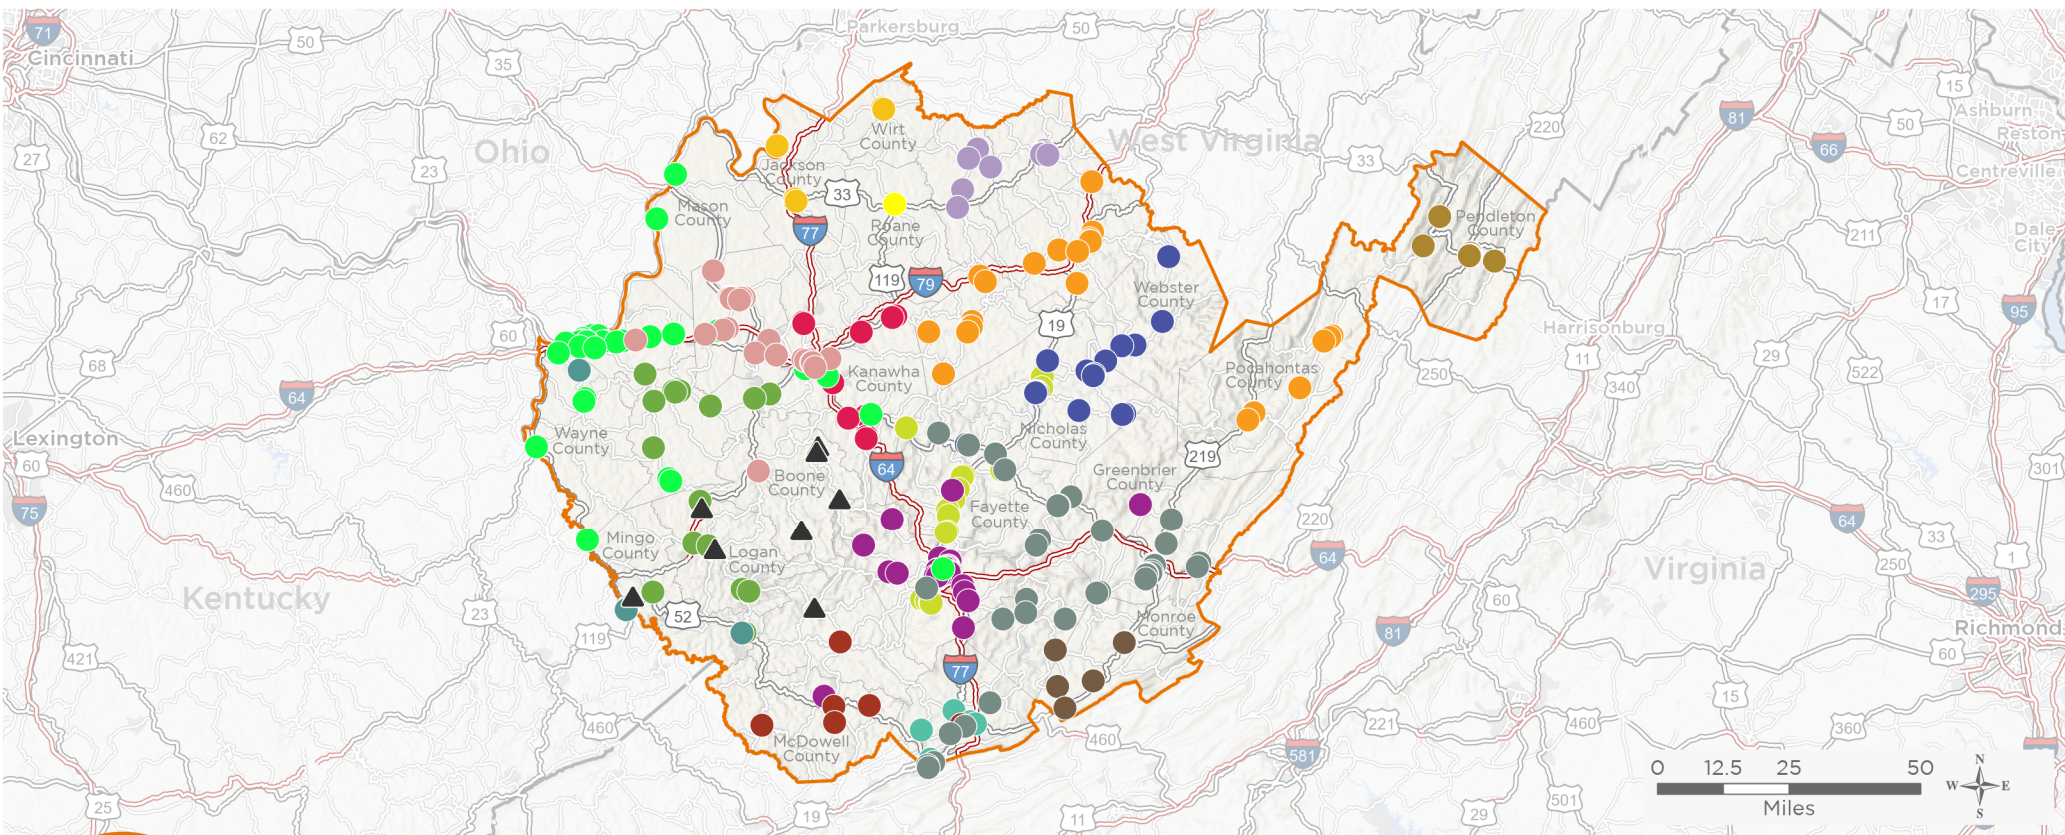 71
Cincinnati
50
35
Parkersburg
50
15
Ashburn
81
50
Reston
66
Centreville
62
27
Ohio
23
Wirt
County
West Virginia
220
33
Jackson
County
33
Mason
County
77
Roane
County
Pendleton
County
211
Dale
City
119
79
Webster
County
17
95
60
19
Harrisonburg
68
11
29
64
Kanawha
County
Pocahontas
County
250
340
522
Lexington
60
Wayne
County
Nicholas
County
219
64
Boone
County
Greenbrier
County
301
460
75
Fayette
County
220
64
Mingo
County
Logan
County
64
33
1
250
Virginia
Kentucky
23
52
119
60
295
Monroe
County
81
Richmond
421
60
77
15
460
McDowell
County
460
221
460
360
581
0 12.5 25 50
Miles
N
W E
S
25
19
11
501
29